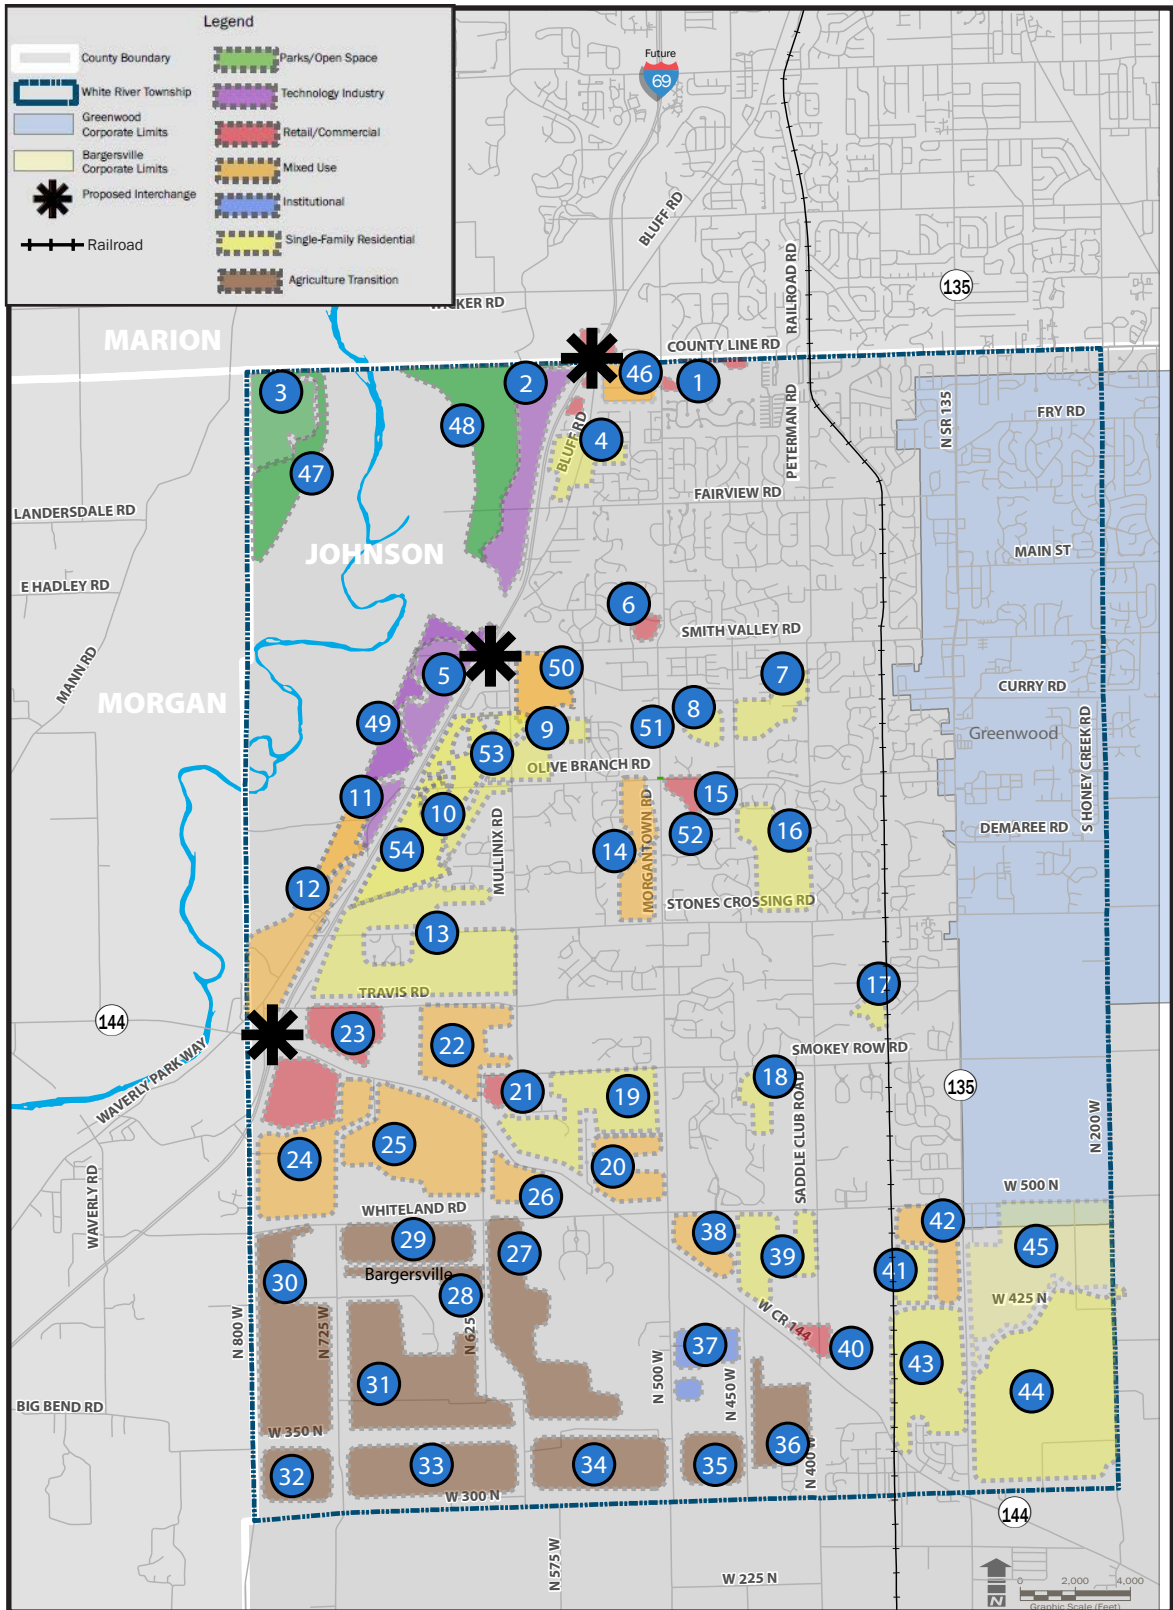 Legend
County Boundary
White River Township
Greenwood
Corporate Limits
Bargersville
Corporate Limits
Proposed Interchange
Railroad
Parks/Open Space
Technology Industry
Retail/Commercial
Mixed Use
Institutional
Single-Family Residential
Agriculture Transition
Future
69
BLUFF RD
RAILROAD RD
135
MARION
COUNTY LINE RD
3
2
46
1
48
4
BLUFF RD
47
PETERMAN RD
N SR 135
FRY RD
LANDERSDALE RD
FAIRVIEW RD
JOHNSON
MAIN ST
E HADLEY RD
6
SMITH VALLEY RD
MANN RD
MORGAN
5
50
7
CURRY RD
49
9
51
8
Greenwood
S HONEY CREEK RD
53
OLIVE BRANCH RD
11
10
15
54
MULLINIX RD
14
MORGANTOWN RD
52
16
DEMAREE RD
12
STONES CROSSING RD
13
TRAVIS RD
17
144
23
22
SMOKEY ROW RD
WAVERLY PARK WAY
21
19
18
SADDLE CLUB ROAD
135
N 200 W
24
25
20
26
W 500 N
WAVERLY RD
WHITELAND RD
29
27
38
39
42
45
41
Bargersville
30
28
W 425 N
N 800 W
N 725 W
N 625
W CR 144
37
40
31
N 500 W
N 450 W
43
44
BIG BEND RD
W 350 N
36
32
33
34
35
N 400 W
W 300 N
144
N 575 W
W 225 N
N
0
2,000
4,000
Graphic Scale (Feet)